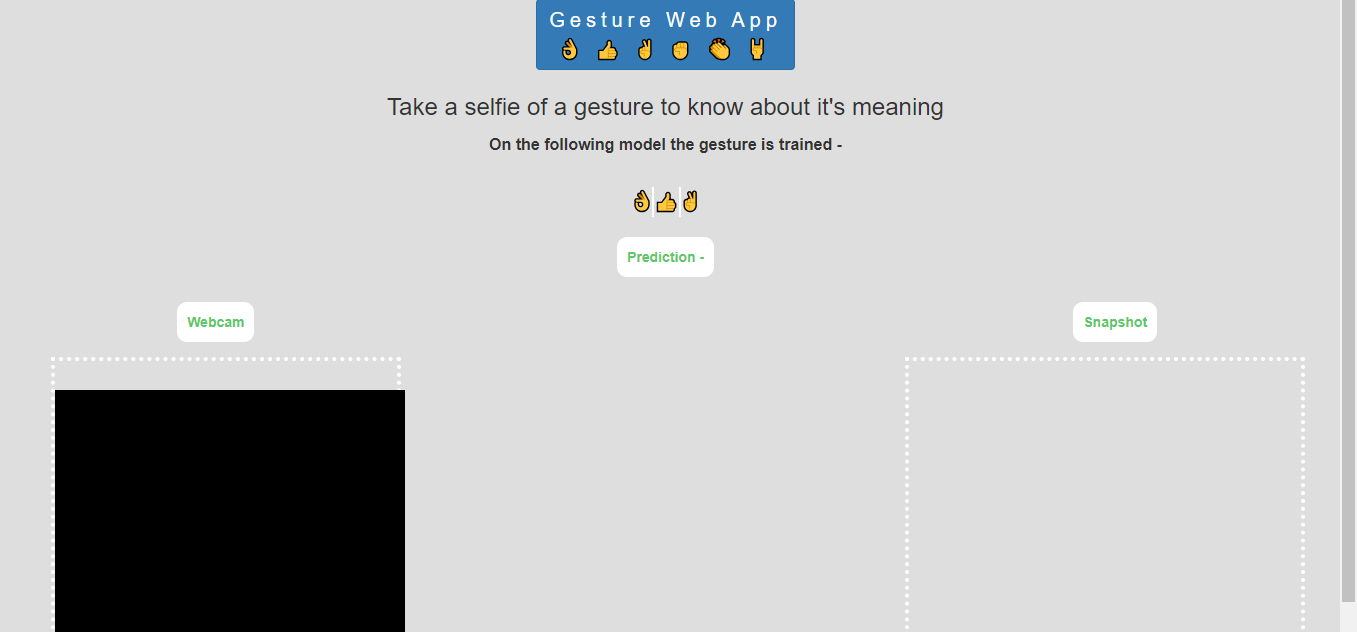 Gesture Web App
👌 👍 ✌ ✊ 👏 🤘
Take a selfie of a gesture to know about it's meaning
On the following model the gesture is trained -
👌|👍|✌
Prediction -
Webcam
Snapshot